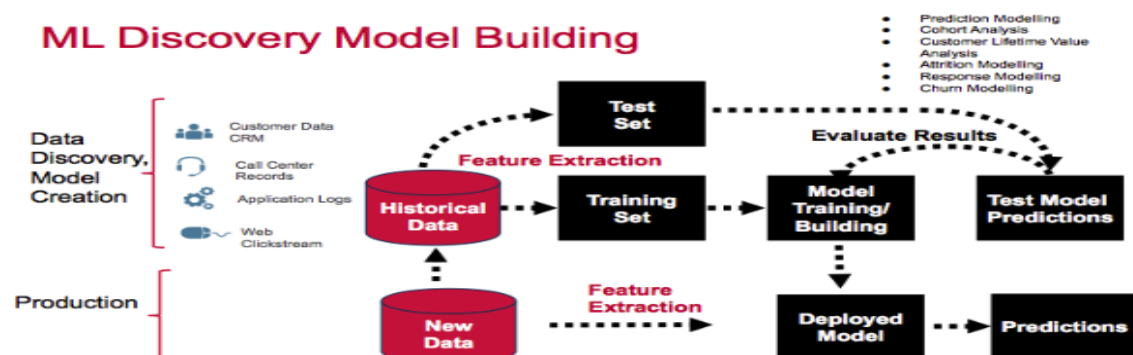 ML Discovery Model Building
● Prediction Modelling
● Cohort Analysis
● Customer Lifetime Value
Analysis
● Attrition Modelling
● Response Modelling
● Churn Modelling
Data
Discovery,
Model
Creation
Customer Data
CRM
Call Center
Records
Application Logs
Web
Clickstream
Test
Set
Evaluate Results
Feature Extraction
Historical
Data
Training
Set
Model
Training/
Building
Test Model
Predictions
Production
New
Data
Feature
Extraction
Deployed
Model
Predictions